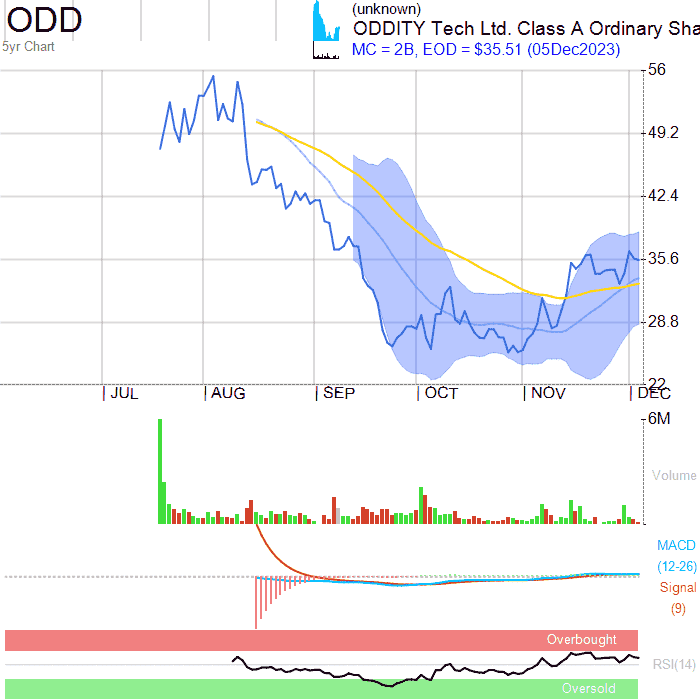 ODD
5yr Chart
(unknown)
ODDITY Tech Ltd. Class A Ordinary Sha
MC = 2B, EOD = $35.51 (05Dec2023)
56
49.2
42.4
35.6
28.8
22
JUL
AUG
SEP
OCT
NOV
DEC
6M
Volume
MACD
(12-26)
Signal
(9)
Overbought
RSI(14)
Oversold